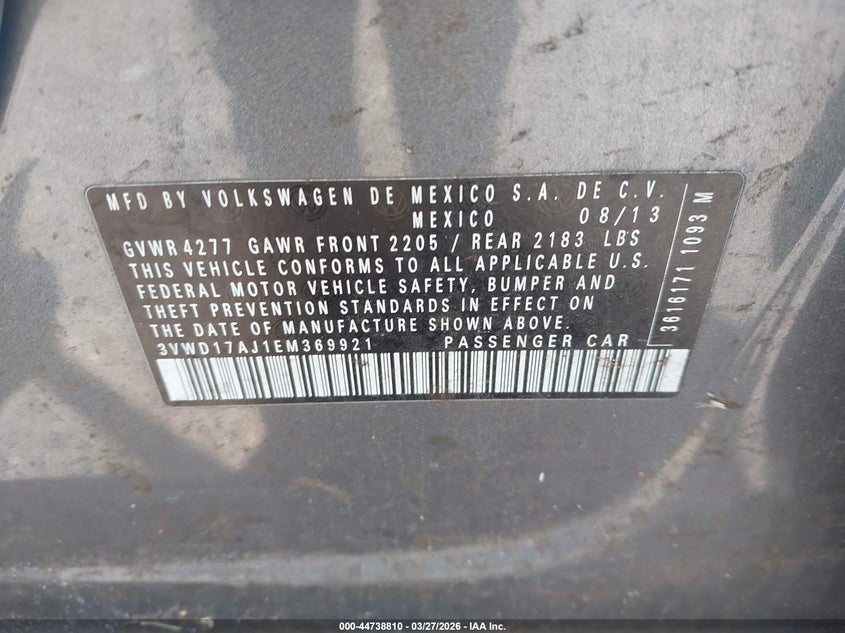 MFD BY VOLKSWAGEN DE MEXICO S.A. DE C.V.
MEXICO 08/13
GVWR 4277 GAWR FRONT 2205 / REAR 2183 LBS
THIS VEHICLE CONFORMS TO ALL APPLICABLE U.S.
FEDERAL MOTOR VEHICLE SAFETY, BUMPER AND
THEFT PREVENTION STANDARDS IN EFFECT ON
THE DATE OF MANUFACTURE SHOWN ABOVE.
3VWD17AJ1EM369921 PASSENGER CAR
3616171 1093 M
000-44738810 - 03/27/2026 - IAA Inc.